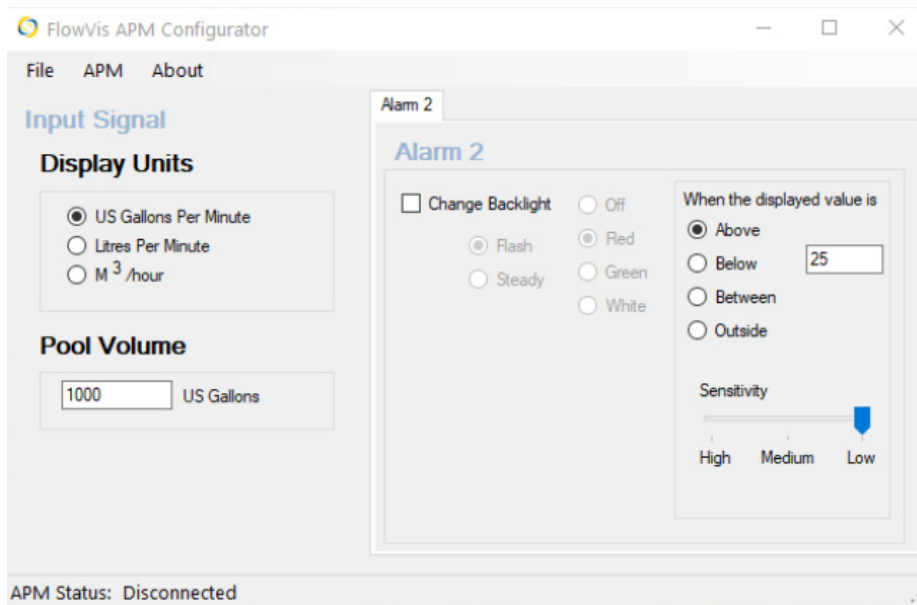 FlowVis APM Configurator
File APM About
Input Signal
Display Units
US Gallons Per Minute
Litres Per Minute
M 3 /hour
Pool Volume
1000 US Gallons
Alarm 2
Alarm 2
Change Backlight
Flash
Steady
Off
Red
Green
White
When the displayed value is
Above
Below
25
Between
Outside
Sensitivity
High Medium Low
APM Status: Disconnected